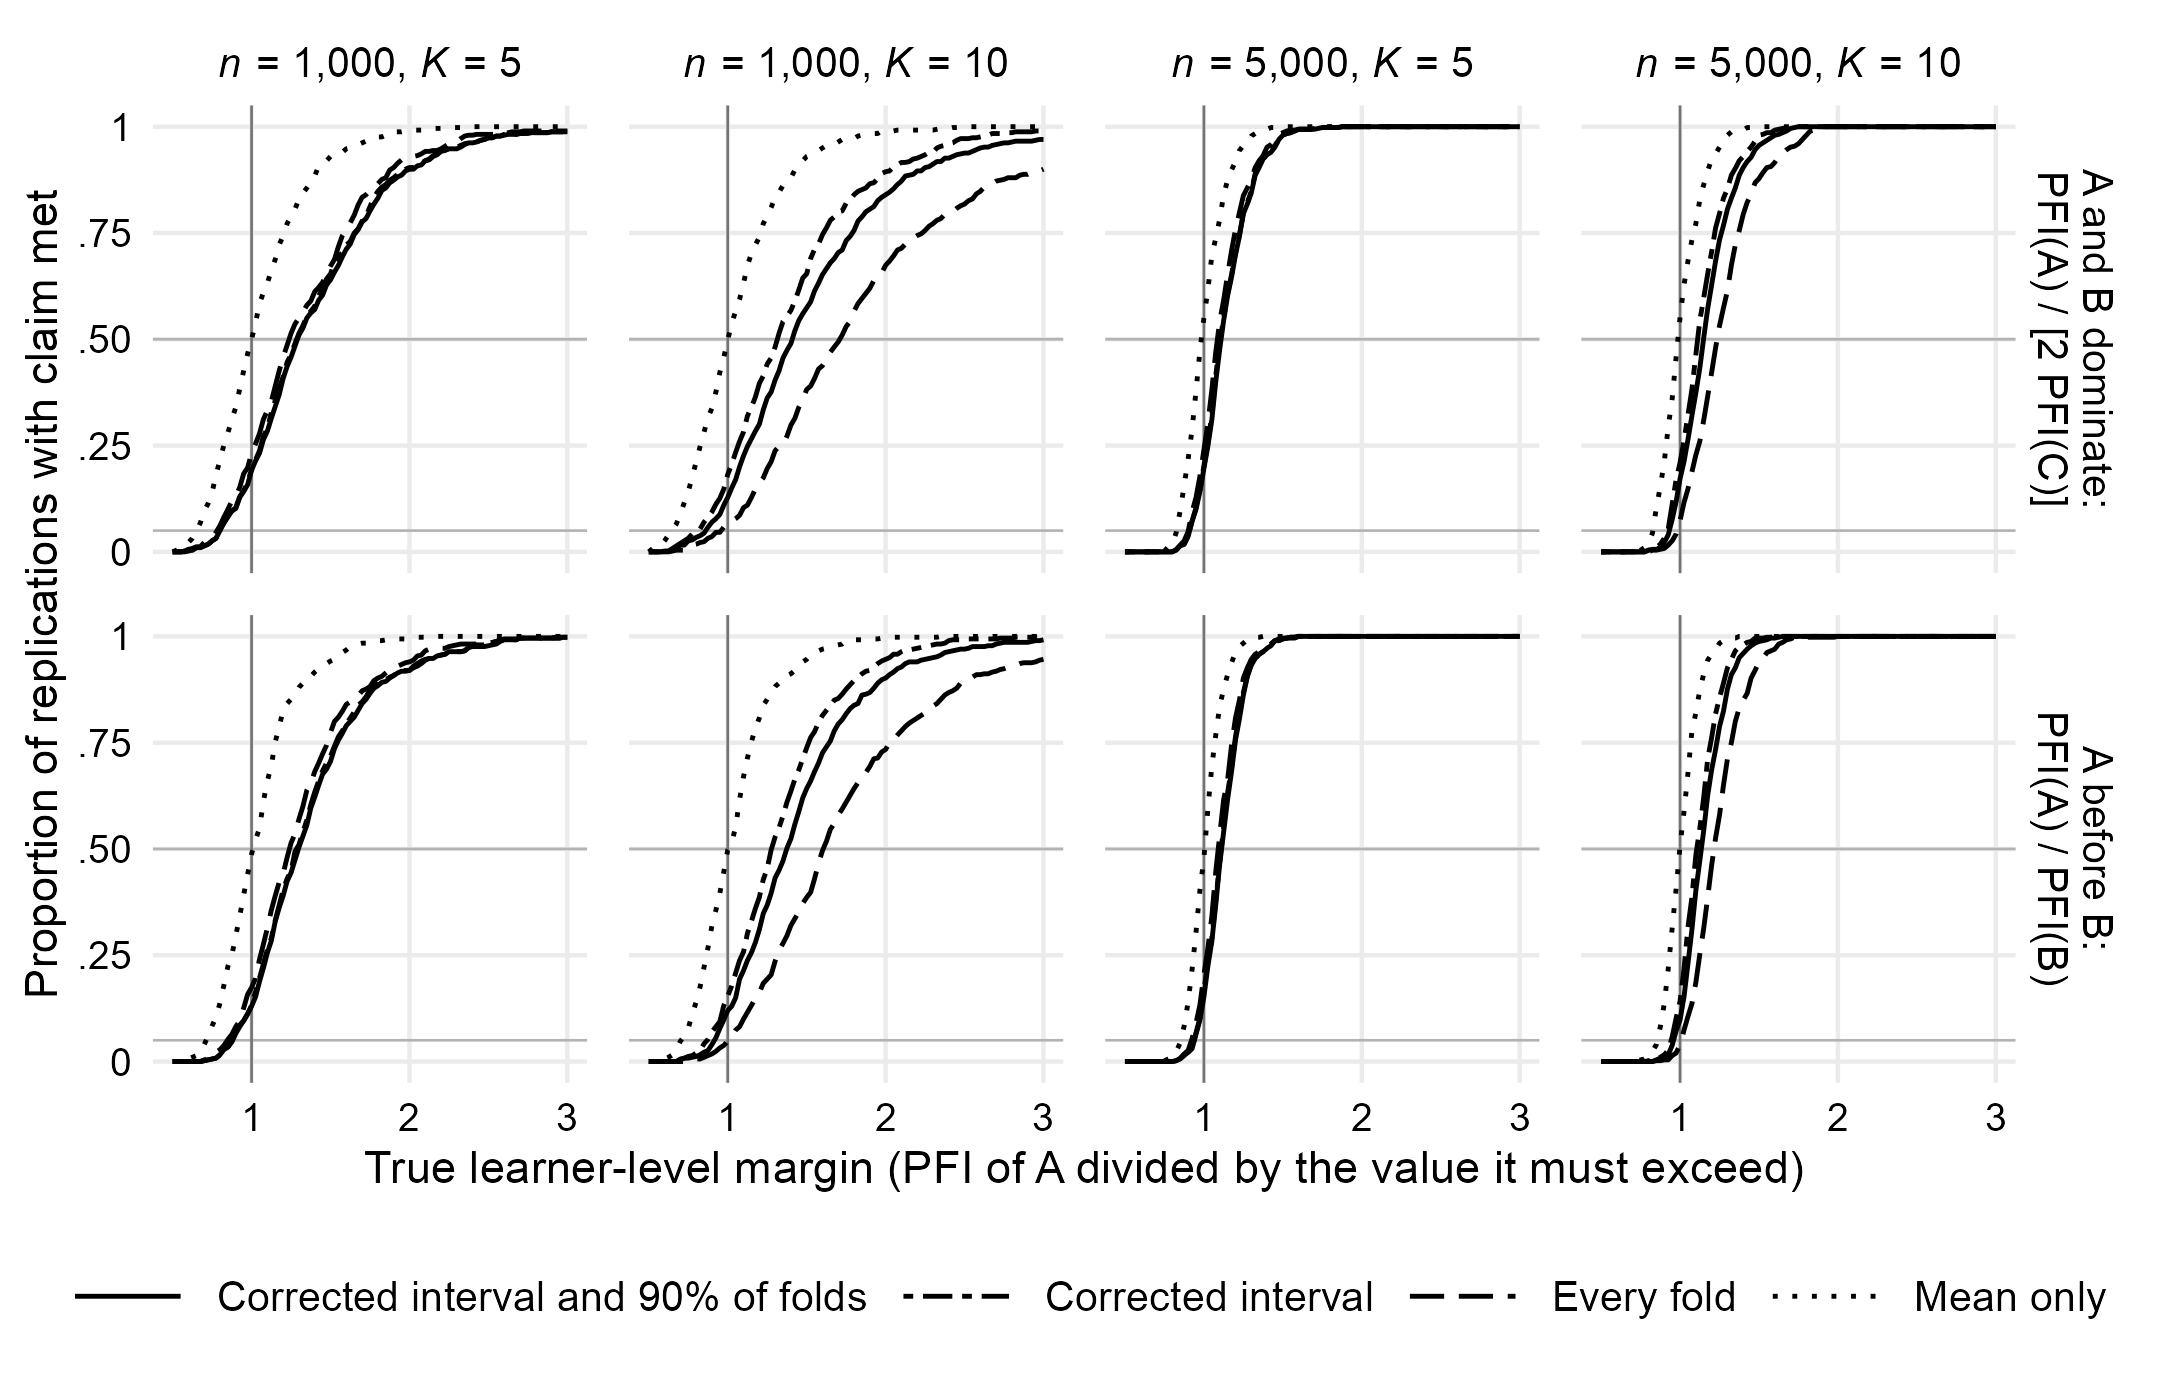 n = 1,000, K = 5
n = 1,000, K = 10
n = 5,000, K = 5
n = 5,000, K = 10
Proportion of replications with claim met
1
.75
.50
.25
0
A and B dominate:
PFI(A) / [2 PFI(C)]
1
.75
.50
.25
0
A before B:
PFI(A) / PFI(B)
1 2 3
1 2 3
1 2 3
1 2 3
True learner-level margin (PFI of A divided by the value it must exceed)
Corrected interval and 90% of folds
Corrected interval
Every fold
Mean only